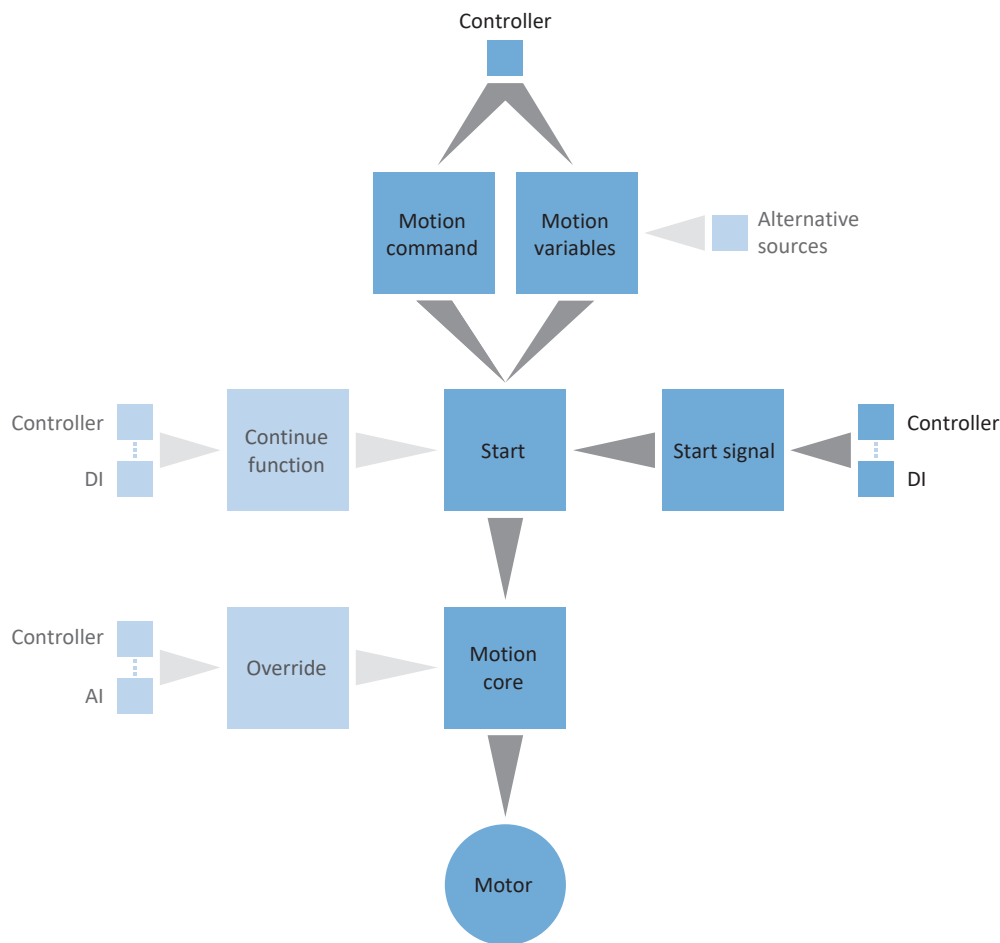 Controller
Motion
command
Motion
variables
Alternative
sources
Controller
DI
Continue
function
Start
Start signal
Controller
DI
Controller
AI
Override
Motion
core
Motor